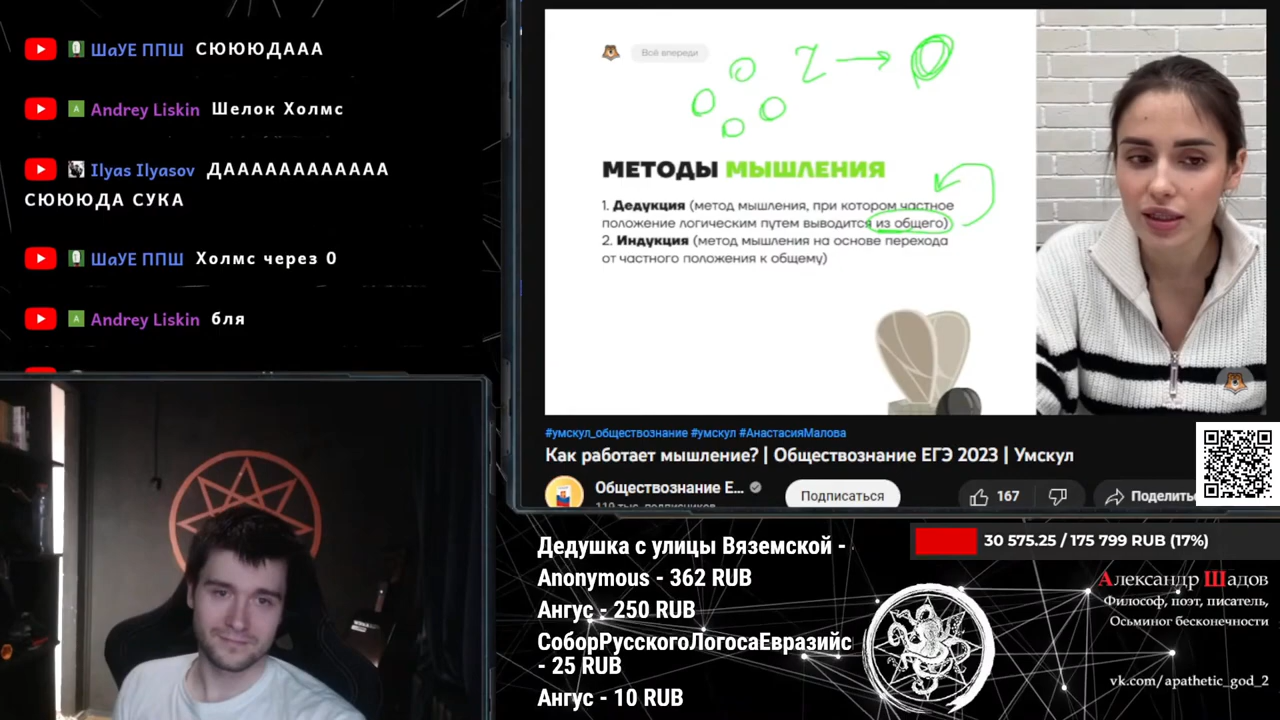 ШаУЕ ППШ СЮЮЮДААА
Andrey Liskin Шелок Холмс
Ilyas Ilyasov ДАААААААААААА
СЮЮЮДА СУКА
ШаУЕ ППШ Холмс через 0
Andrey Liskin бля
Всё впереди
МЕТОДЫ МЫШЛЕНИЯ
1. Дедукция (метод мышления, при котором частное
положение логическим путем выводится из общего)
2. Индукция (метод мышления на основе перехода
от частного положения к общему)
#умскул_обществознание #умскул #АнастасияМалова
Как работает мышление? | Обществознание ЕГЭ 2023 | Умскул
Обществознание Е...
Подписаться
167
Поделить
Дедушка с улицы Вяземской -
Anonymous - 362 RUB
Ангус - 250 RUB
СоборРусскогоЛогосаЕвразийс
- 25 RUB
Ангус - 10 RUB
30 575.25 / 175 799 RUB (17%)
Александр Шадов
Философ, поэт, писатель,
Осьминог бесконечности
vk.com/apathetic_god_2